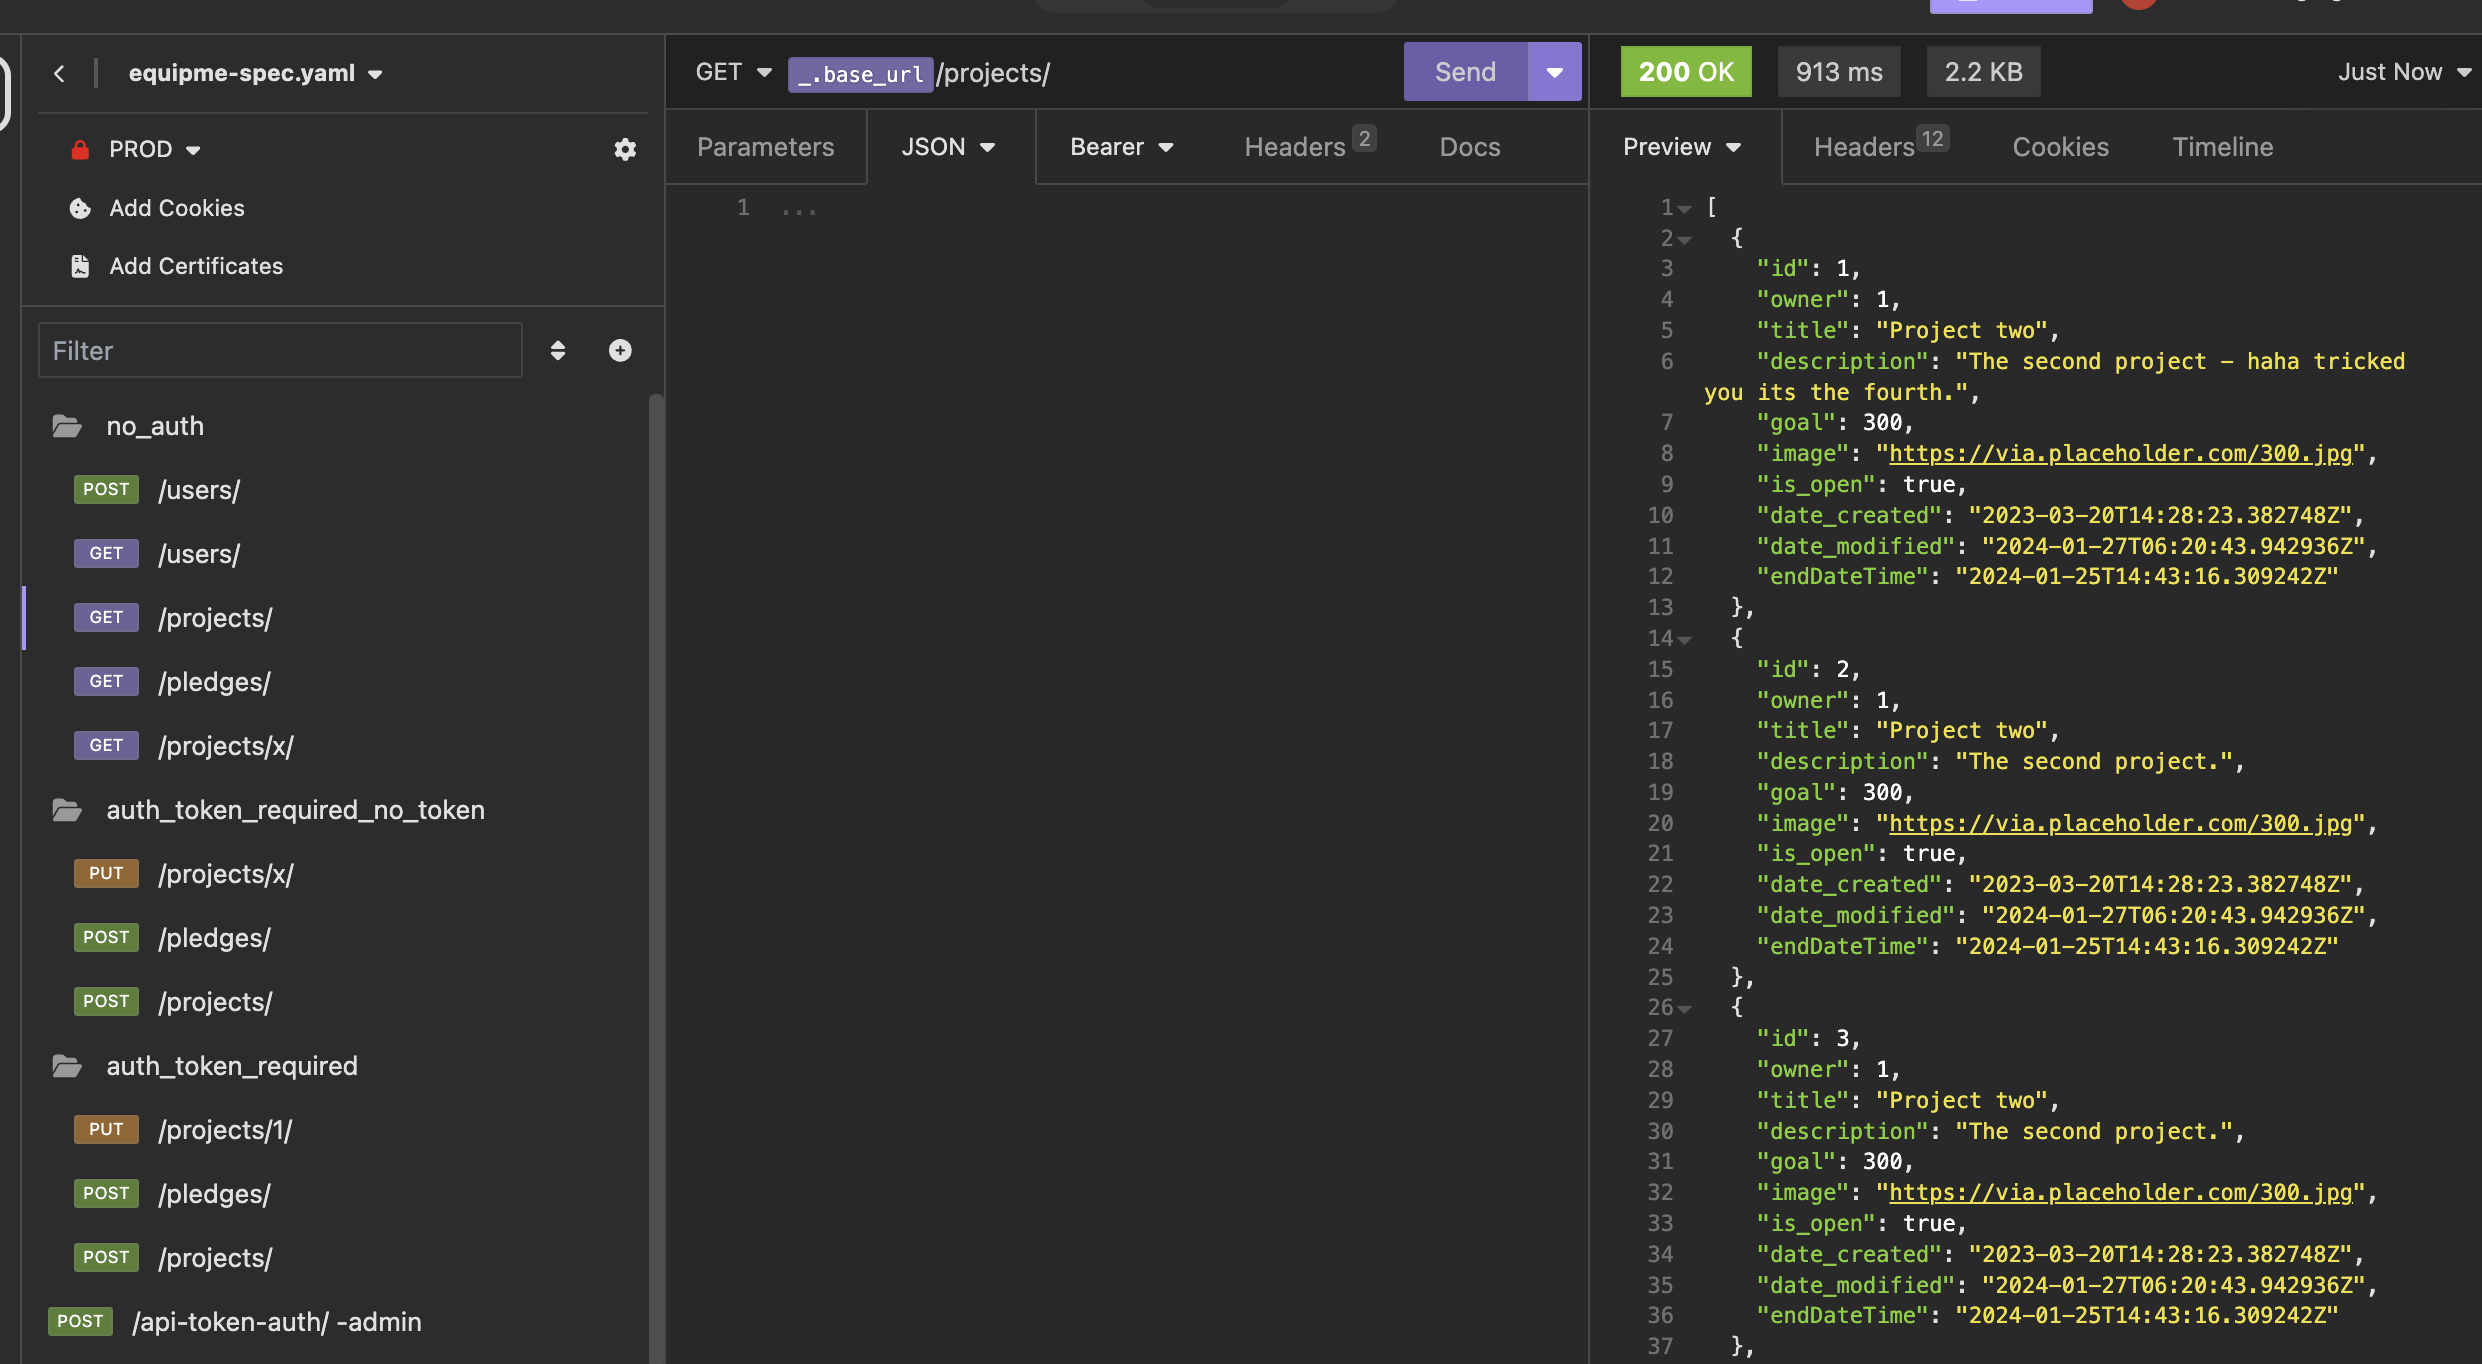 equipme-spec.yaml
PROD
Add Cookies
Add Certificates
Filter
no_auth
POST /users/
GET /users/
GET /projects/
GET /pledges/
GET /projects/x/
auth_token_required_no_token
PUT /projects/x/
POST /pledges/
POST /projects/
auth_token_required
PUT /projects/1/
POST /pledges/
POST /projects/
POST /api-token-auth/ -admin
GET _.base_url/projects/ Send
Parameters JSON Bearer Headers 2 Docs
1 ...
200 OK 913 ms 2.2 KB Just Now
Preview Headers 12 Cookies Timeline
1 [
2 {
3 "id": 1,
4 "owner": 1,
5 "title": "Project two",
6 "description": "The second project - haha tricked
you its the fourth.",
7 "goal": 300,
8 "image": "https://via.placeholder.com/300.jpg",
9 "is_open": true,
10 "date_created": "2023-03-20T14:28:23.382748Z",
11 "date_modified": "2024-01-27T06:20:43.942936Z",
12 "endDateTime": "2024-01-25T14:43:16.309242Z"
13 },
14 {
15 "id": 2,
16 "owner": 1,
17 "title": "Project two",
18 "description": "The second project.",
19 "goal": 300,
20 "image": "https://via.placeholder.com/300.jpg",
21 "is_open": true,
22 "date_created": "2023-03-20T14:28:23.382748Z",
23 "date_modified": "2024-01-27T06:20:43.942936Z",
24 "endDateTime": "2024-01-25T14:43:16.309242Z"
25 },
26 {
27 "id": 3,
28 "owner": 1,
29 "title": "Project two",
30 "description": "The second project.",
31 "goal": 300,
32 "image": "https://via.placeholder.com/300.jpg",
33 "is_open": true,
34 "date_created": "2023-03-20T14:28:23.382748Z",
35 "date_modified": "2024-01-27T06:20:43.942936Z",
36 "endDateTime": "2024-01-25T14:43:16.309242Z"
37 },